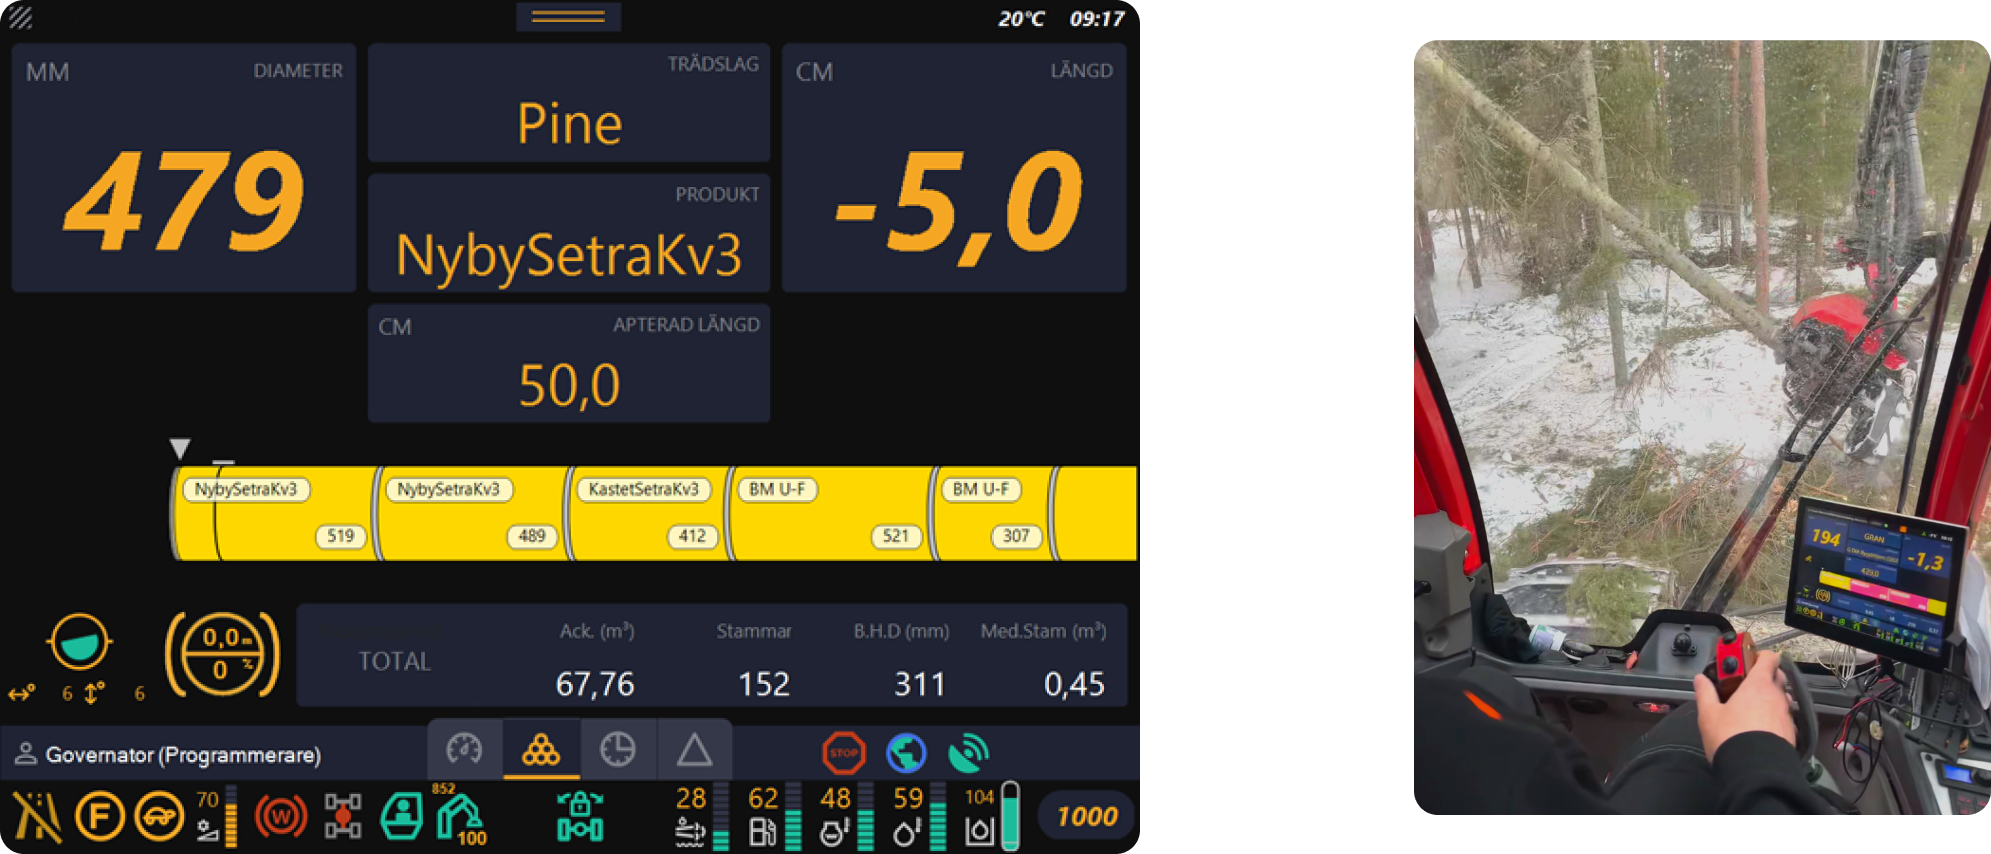 20°C 09:17
MM DIAMETER
479
TRÄDSLAG
Pine
PRODUKT
NybySetraKv3
CM LÄNGD
-5,0
CM APTERAD LÄNGD
50,0
NybySetraKv3 NybySetraKv3 KastetSetraKv3 BM U-F BM U-F
519 489 412 521 307
6 6
0,0 m
0 %
TOTAL
Ack. (m³) Stammar B.H.D (mm) Med.Stam (m³)
67,76 152 311 0,45
Governator (Programmerare)
STOP
F
70
W
852
100
28 62 48 59 104
1000
194
GRAN
-1,3
429,0